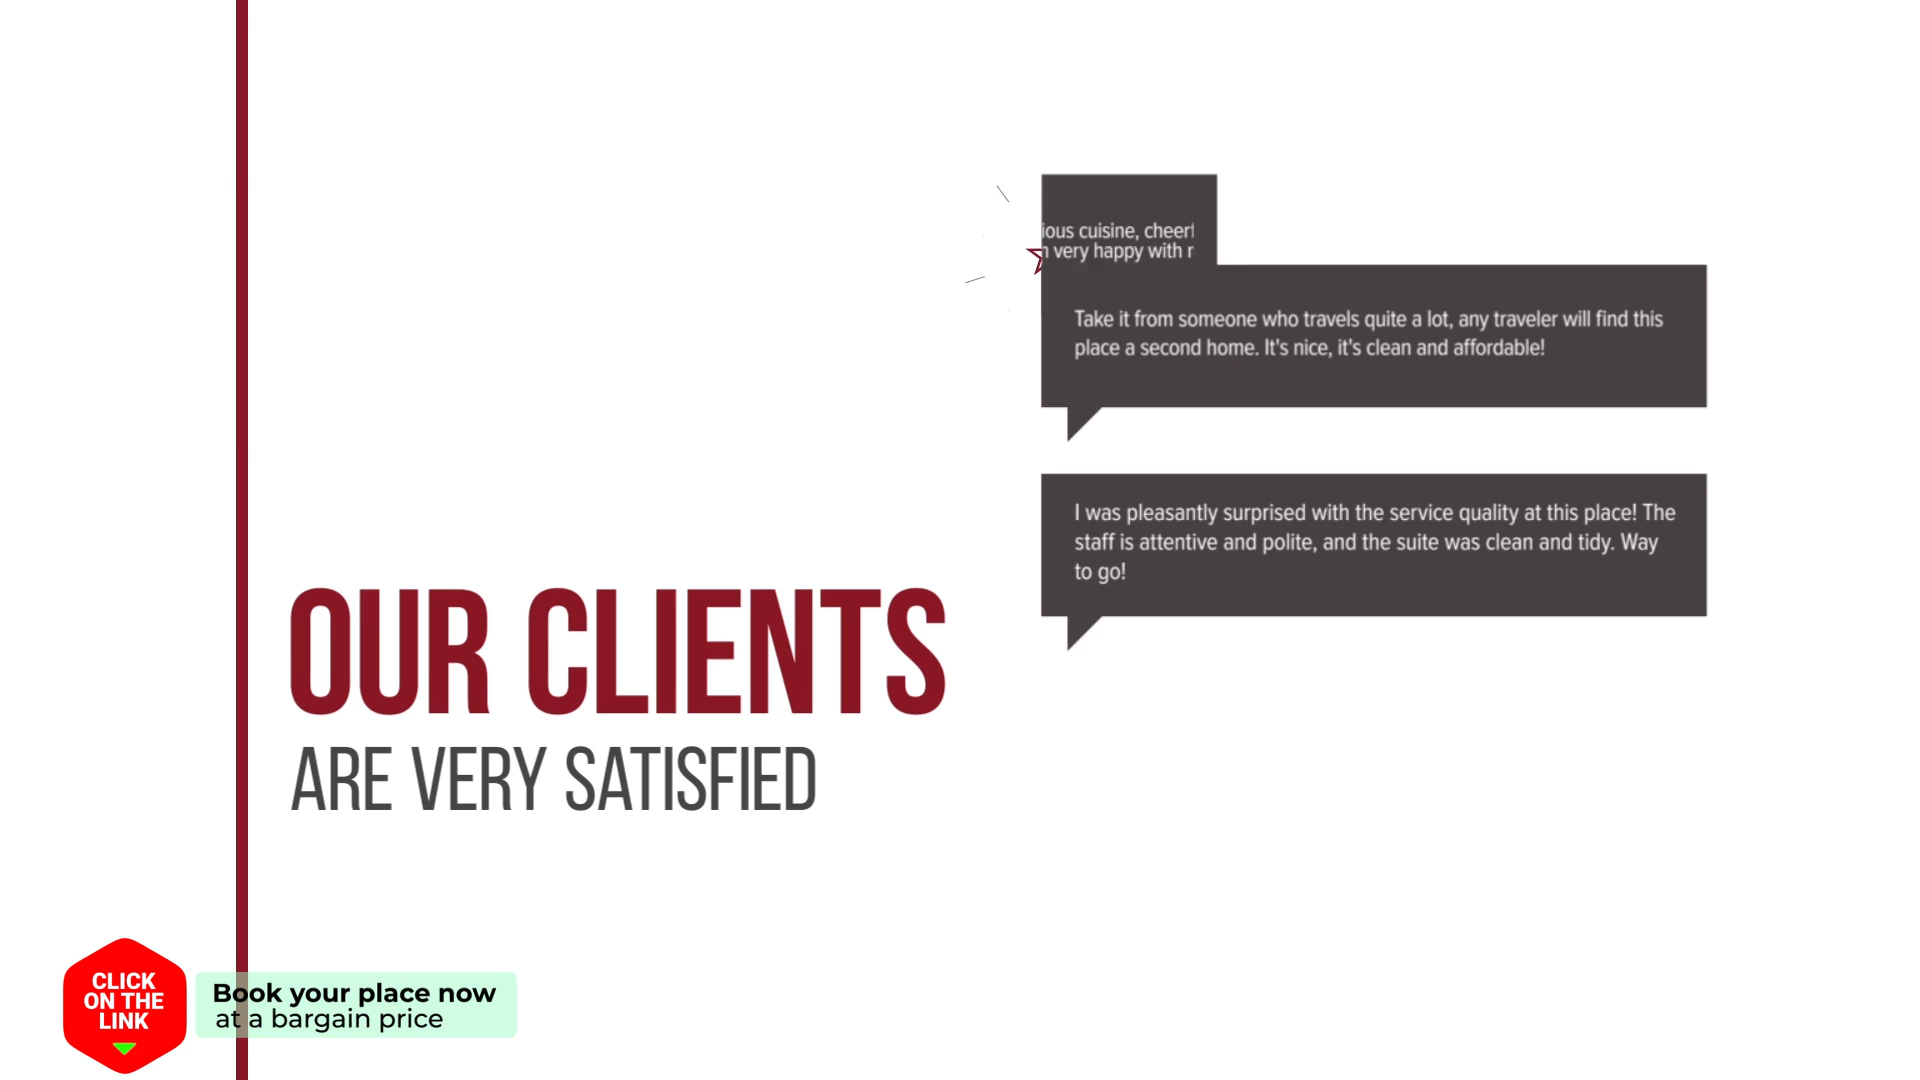 cuisine, 
very happy with
Take it from someone who travels quite a lot, any traveler will find this
place a second home. It's nice, it's clean and affordable!
I was pleasantly surprised with the service quality at this place! The
staff is attentive and polite, and the suite was clean and tidy. Way
to go!
OUR CLIENTS
ARE VERY SATISFIED
CLICK
ON THE
LINK
Book your place now
at a bargain price